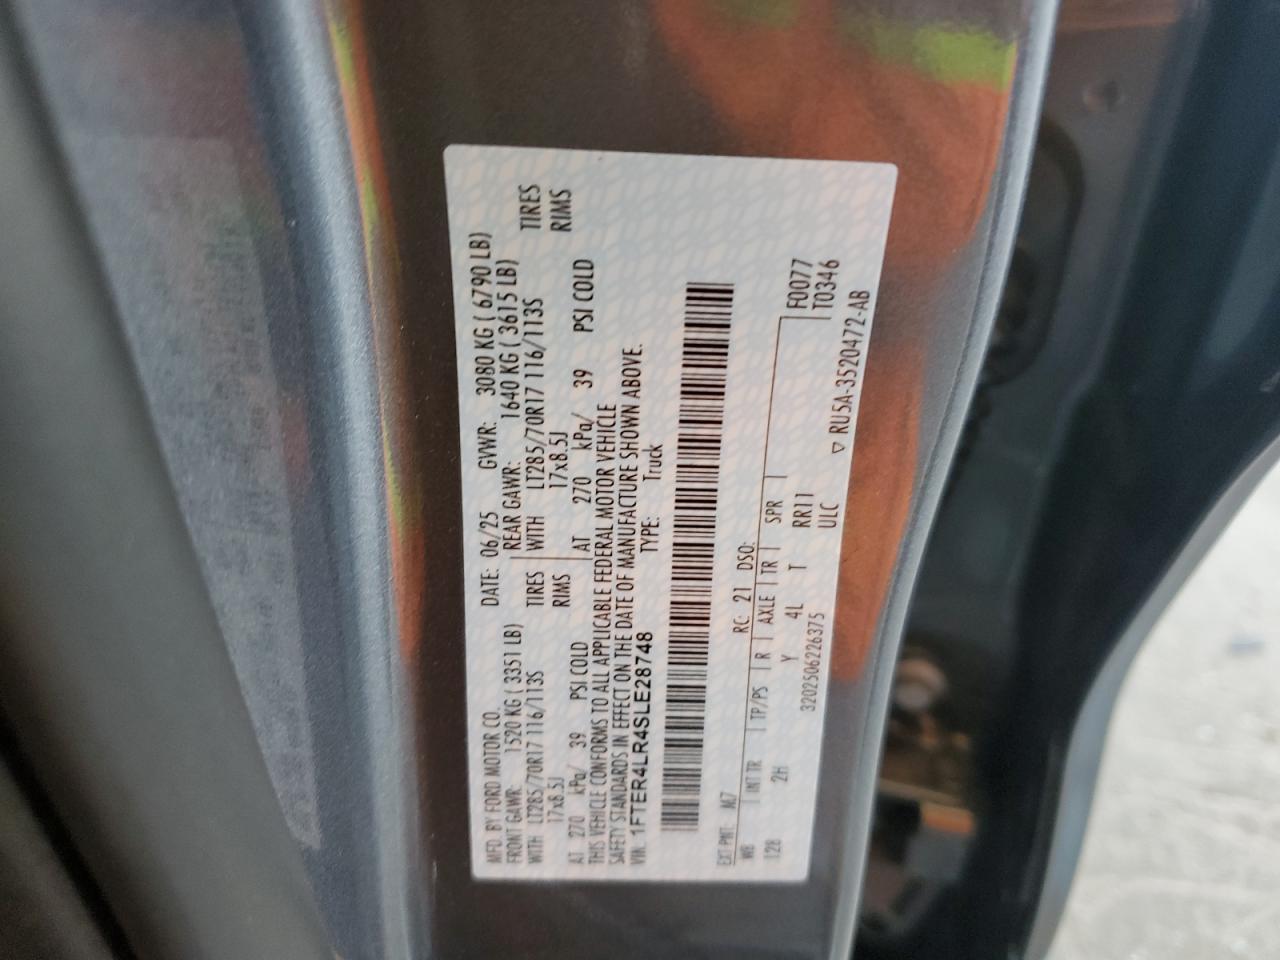 MFD. BY FORD MOTOR CO. DATE: 06/25 GVWR: 3080 KG ( 6790 LB)
FRONT GAWR: 1520 KG ( 3351 LB) REAR GAWR: 1640 KG ( 3615 LB)
WITH LT285/70R17 116/113S TIRES WITH LT285/70R17 116/113S TIRES
17x8.5J RIMS 17x8.5J RIMS
AT 270 kPa/ 39 PSI COLD AT 270 kPa/ 39 PSI COLD
THIS VEHICLE CONFORMS TO ALL APPLICABLE FEDERAL MOTOR VEHICLE
SAFETY STANDARDS IN EFFECT ON THE DATE OF MANUFACTURE SHOWN ABOVE.
VIN: 1FTER4LR4SLE28748 TYPE: Truck
EXT PNT: M7 RC: 21 DSO: F0077
WB INT TR TP/PS R AXLE TR SPR T0346
128 2H Y 4L T RR11
3202506226375 ULC
▽ RU5A-3520472-AB